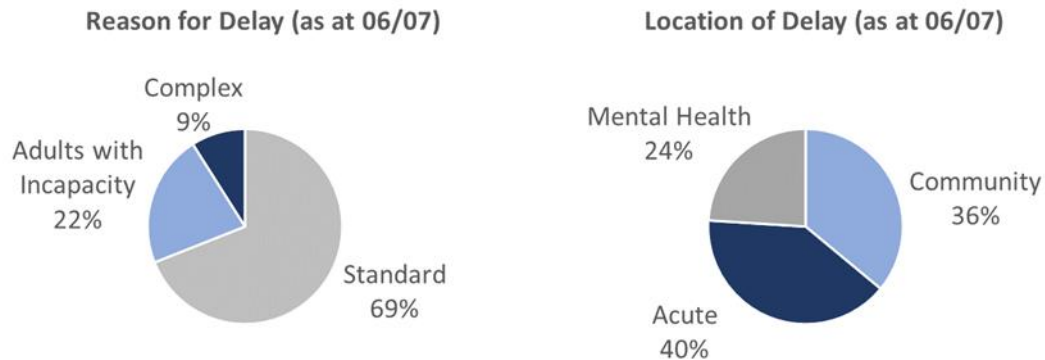 Reason for Delay (as at 06/07)
Complex
9%
Adults with
Incapacity
22%
Standard
69%
Location of Delay (as at 06/07)
Mental Health
24%
Community
36%
Acute
40%